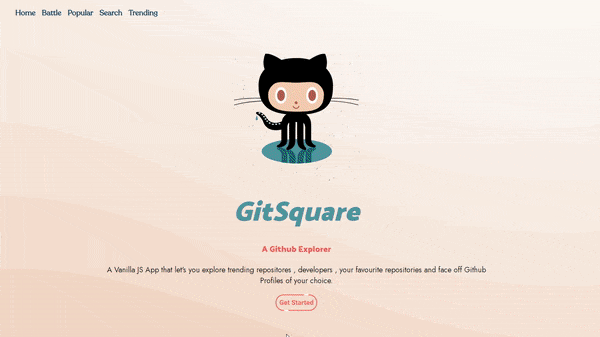 Home Battle Popular Search Trending
GitSquare
A Github Explorer
A Vanilla JS App that let's you explore trending repositores , developers , your favourite repositories and face off Github
Profiles of your choice.
Get Started